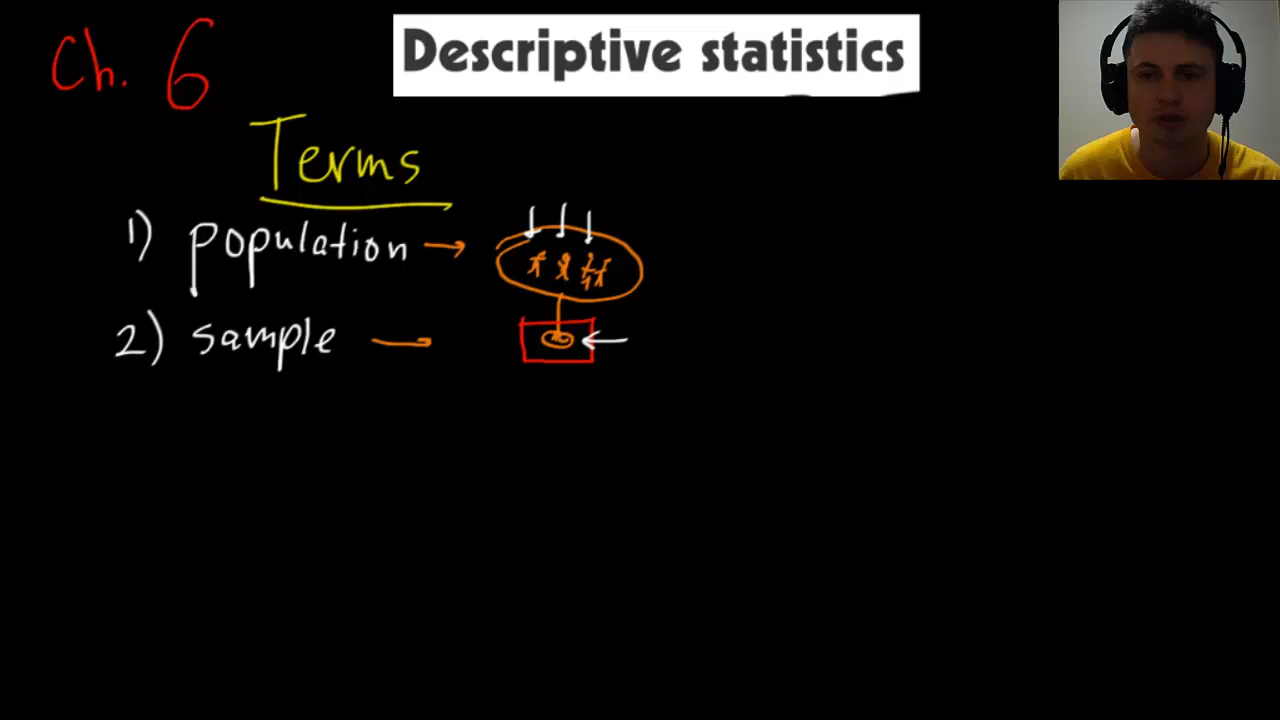 Ch. 6
Descriptive statistics
Terms
1) population
2) sample